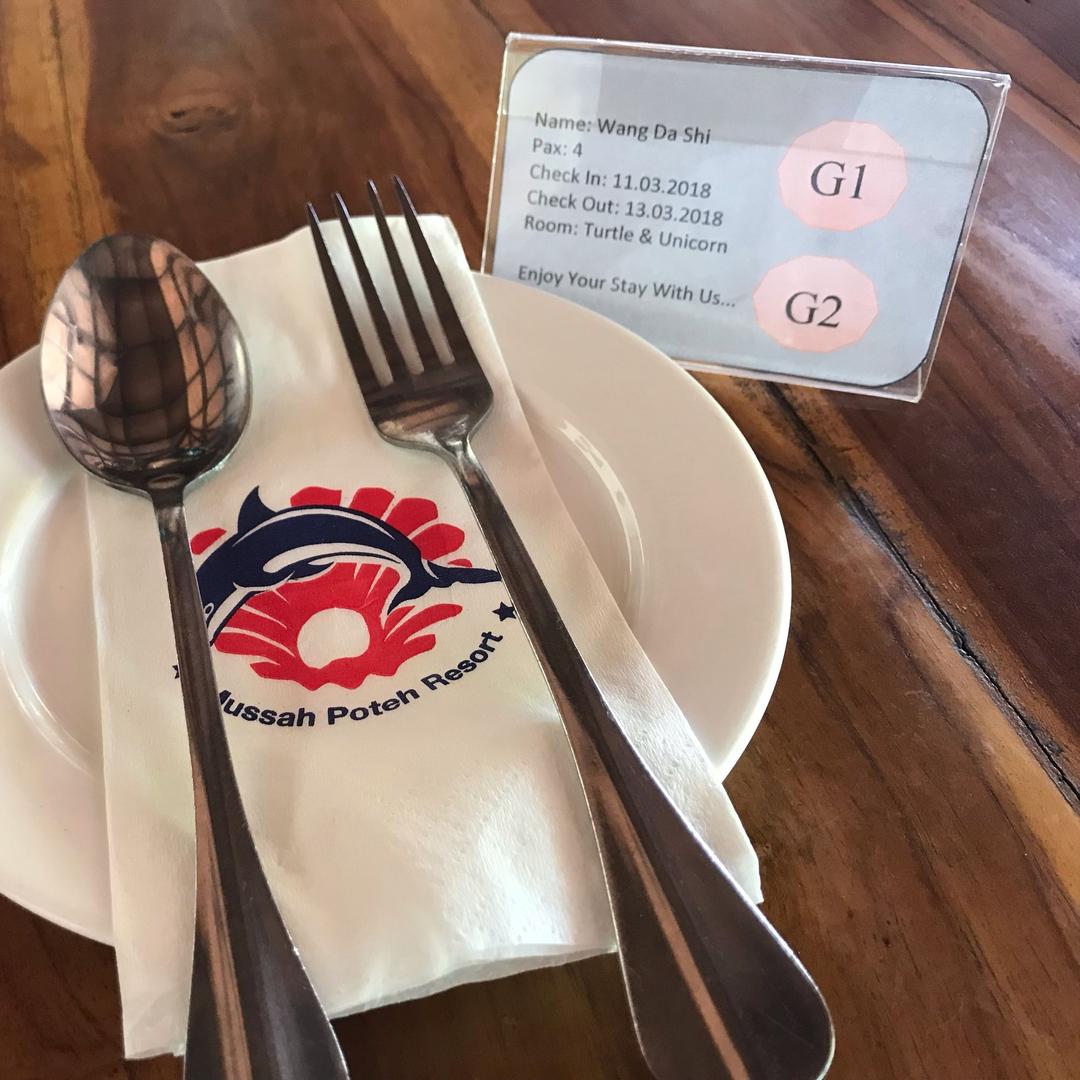 Name: Wang Da Shi
Pax: 4
Check In: 11.03.2018
Check Out: 13.03.2018
Room: Turtle & Unicorn
Enjoy Your Stay With Us...
G1
G2
Mussah Poteh Resort